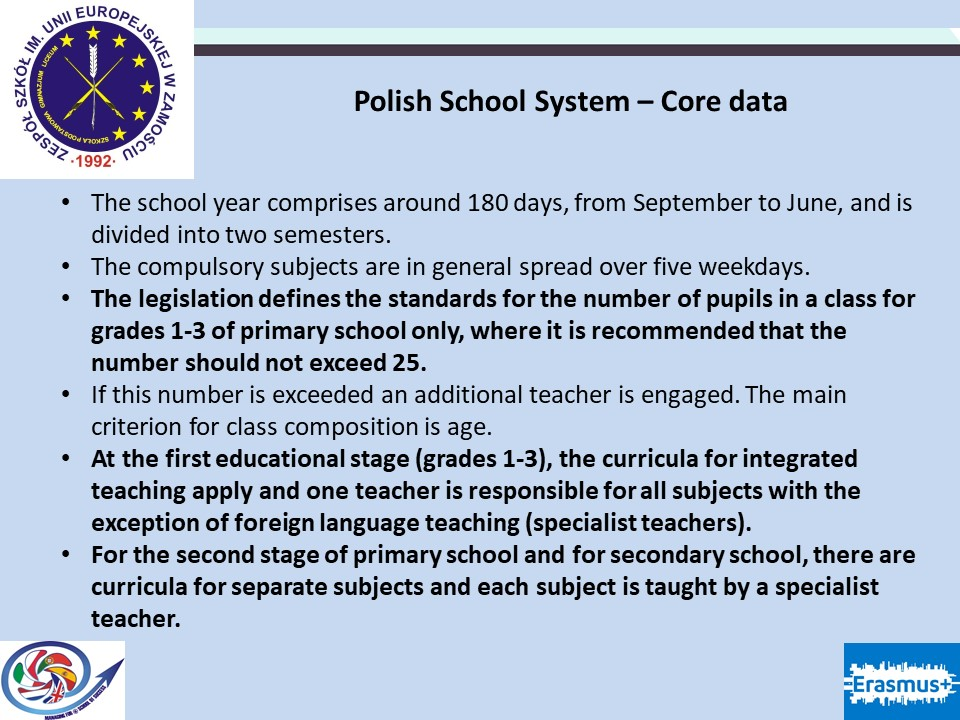 ZESPÓŁ SZKÓŁ IM. UNII EUROPEJSKIEJ W ZAMOŚCIU
SZKOŁA PODSTAWOWA GIMNAZJUM LICEUM
·1992·
Polish School System – Core data
• The school year comprises around 180 days, from September to June, and is
divided into two semesters.
• The compulsory subjects are in general spread over five weekdays.
• The legislation defines the standards for the number of pupils in a class for
grades 1-3 of primary school only, where it is recommended that the
number should not exceed 25.
• If this number is exceeded an additional teacher is engaged. The main
criterion for class composition is age.
• At the first educational stage (grades 1-3), the curricula for integrated
teaching apply and one teacher is responsible for all subjects with the
exception of foreign language teaching (specialist teachers).
• For the second stage of primary school and for secondary school, there are
curricula for separate subjects and each subject is taught by a specialist
teacher.
Erasmus+